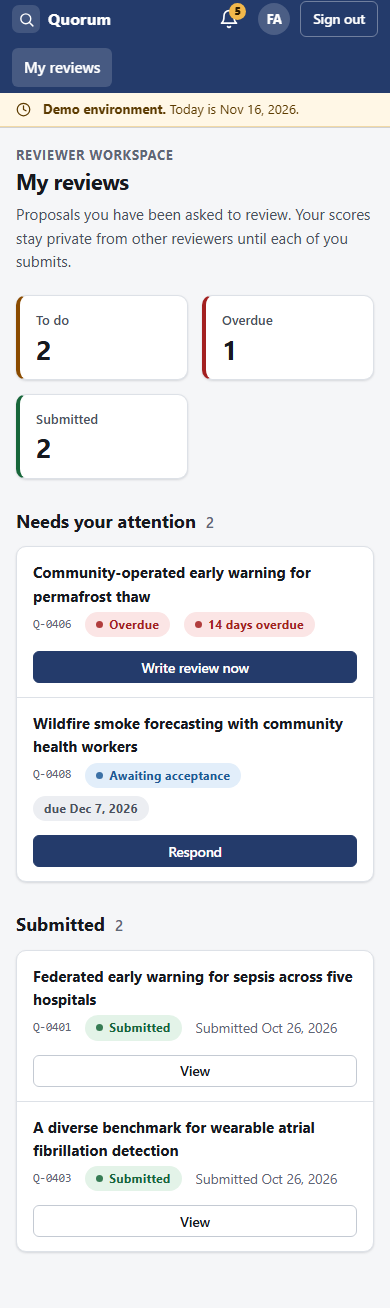 Quorum
5
FA
Sign out
My reviews
Demo environment. Today is Nov 16, 2026.
REVIEWER WORKSPACE
My reviews
Proposals you have been asked to review. Your scores
stay private from other reviewers until each of you
submits.
To do
2
Overdue
1
Submitted
2
Needs your attention 2
Community-operated early warning for
permafrost thaw
Q-0406 Overdue 14 days overdue
Write review now
Wildfire smoke forecasting with community
health workers
Q-0408 Awaiting acceptance
due Dec 7, 2026
Respond
Submitted 2
Federated early warning for sepsis across five
hospitals
Q-0401 Submitted Submitted Oct 26, 2026
View
A diverse benchmark for wearable atrial
fibrillation detection
Q-0403 Submitted Submitted Oct 26, 2026
View